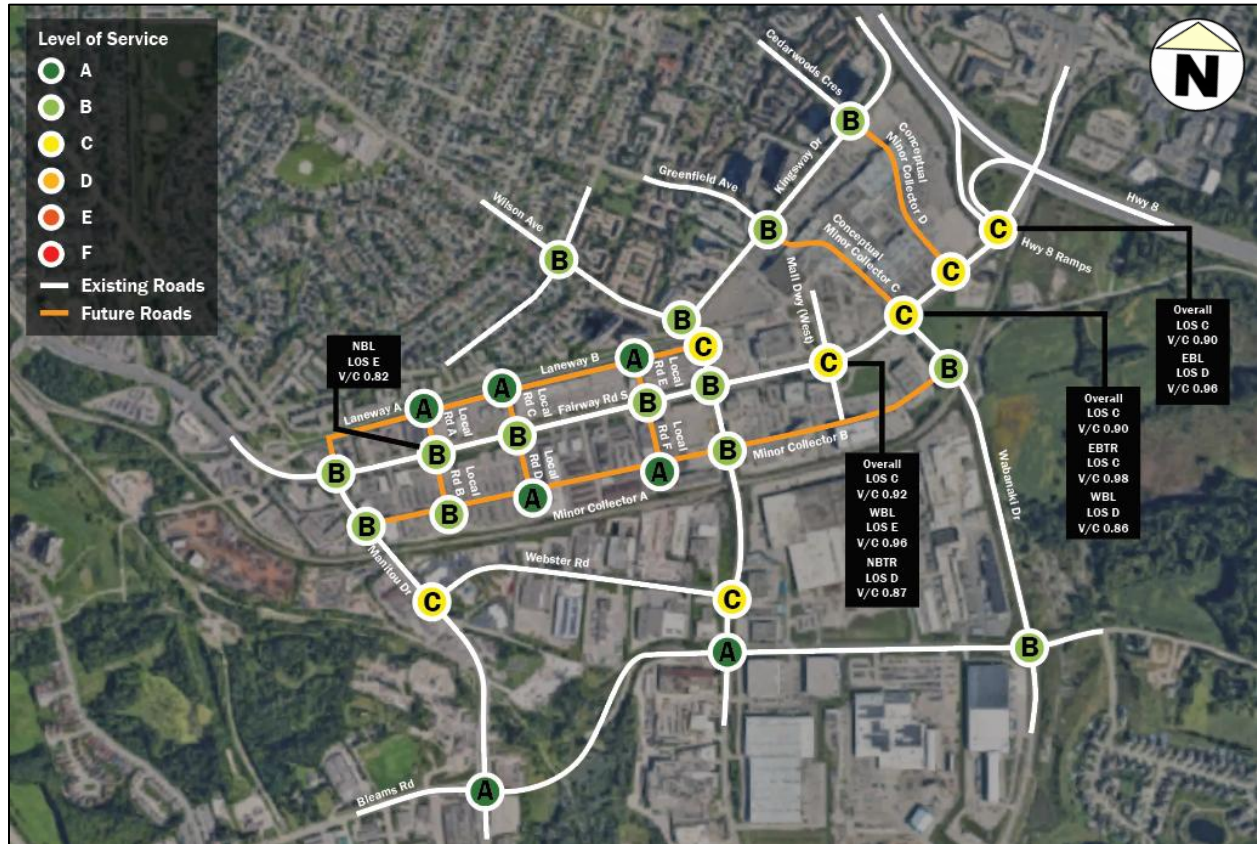 Level of Service
A
B
C
D
E
F
Existing Roads
Future Roads
N
Cedarwoods Cres
B
Kingsway Dr
Conceptual
Minor Collector D
Greenfield Ave
B
Conceptual
Minor Collector C
Hwy 8
C
Hwy 8 Ramps
C
C
Wilson Ave
B
Mall Dwy (West)
B
C
C
B
Overall
LOS C
V/C 0.90
EBL
LOS D
V/C 0.96
NBL
LOS E
V/C 0.82
Laneway B
A
Local
Rd E
Laneway A
A
A
Local
Rd A
Local
Rd C
Fairway Rd S
B
B
B
B
B
Local
Rd B
Local
Rd D
Local
Rd F
B
Minor Collector B
B
B
A
A
Minor Collector A
Overall
LOS C
V/C 0.90
EBTR
LOS C
V/C 0.98
WBL
LOS D
V/C 0.86
Overall
LOS C
V/C 0.92
WBL
LOS E
V/C 0.96
NBTR
LOS D
V/C 0.87
Wabanaki Dr
Manitou Dr
Webster Rd
C
C
A
B
Bleams Rd
A